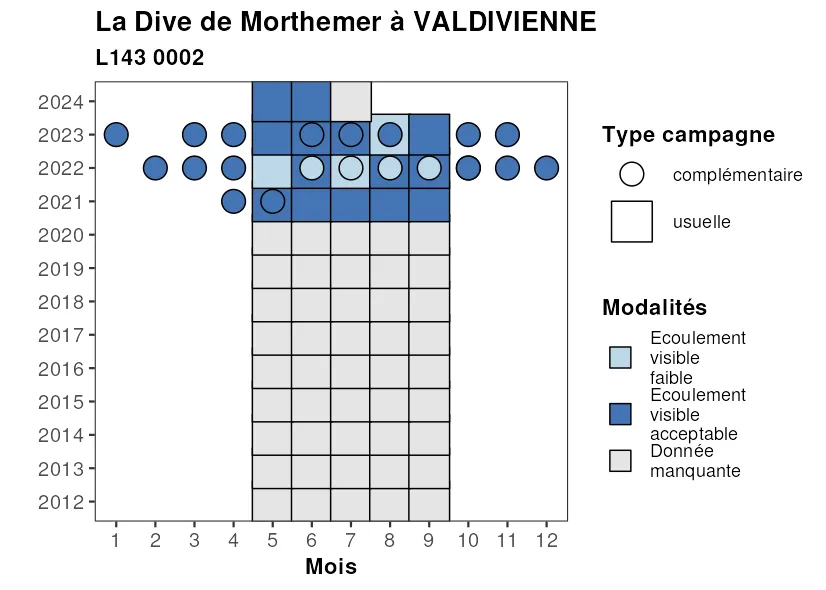 La Dive de Morthemer à VALDIVIENNE
L143 0002
2024
2023
2022
2021
2020
2019
2018
2017
2016
2015
2014
2013
2012
1 2 3 4 5 6 7 8 9 10 11 12
Mois
Type campagne
complémentaire
usuelle
Modalités
Ecoulement
visible
faible
Ecoulement
visible
acceptable
Donnée
manquante